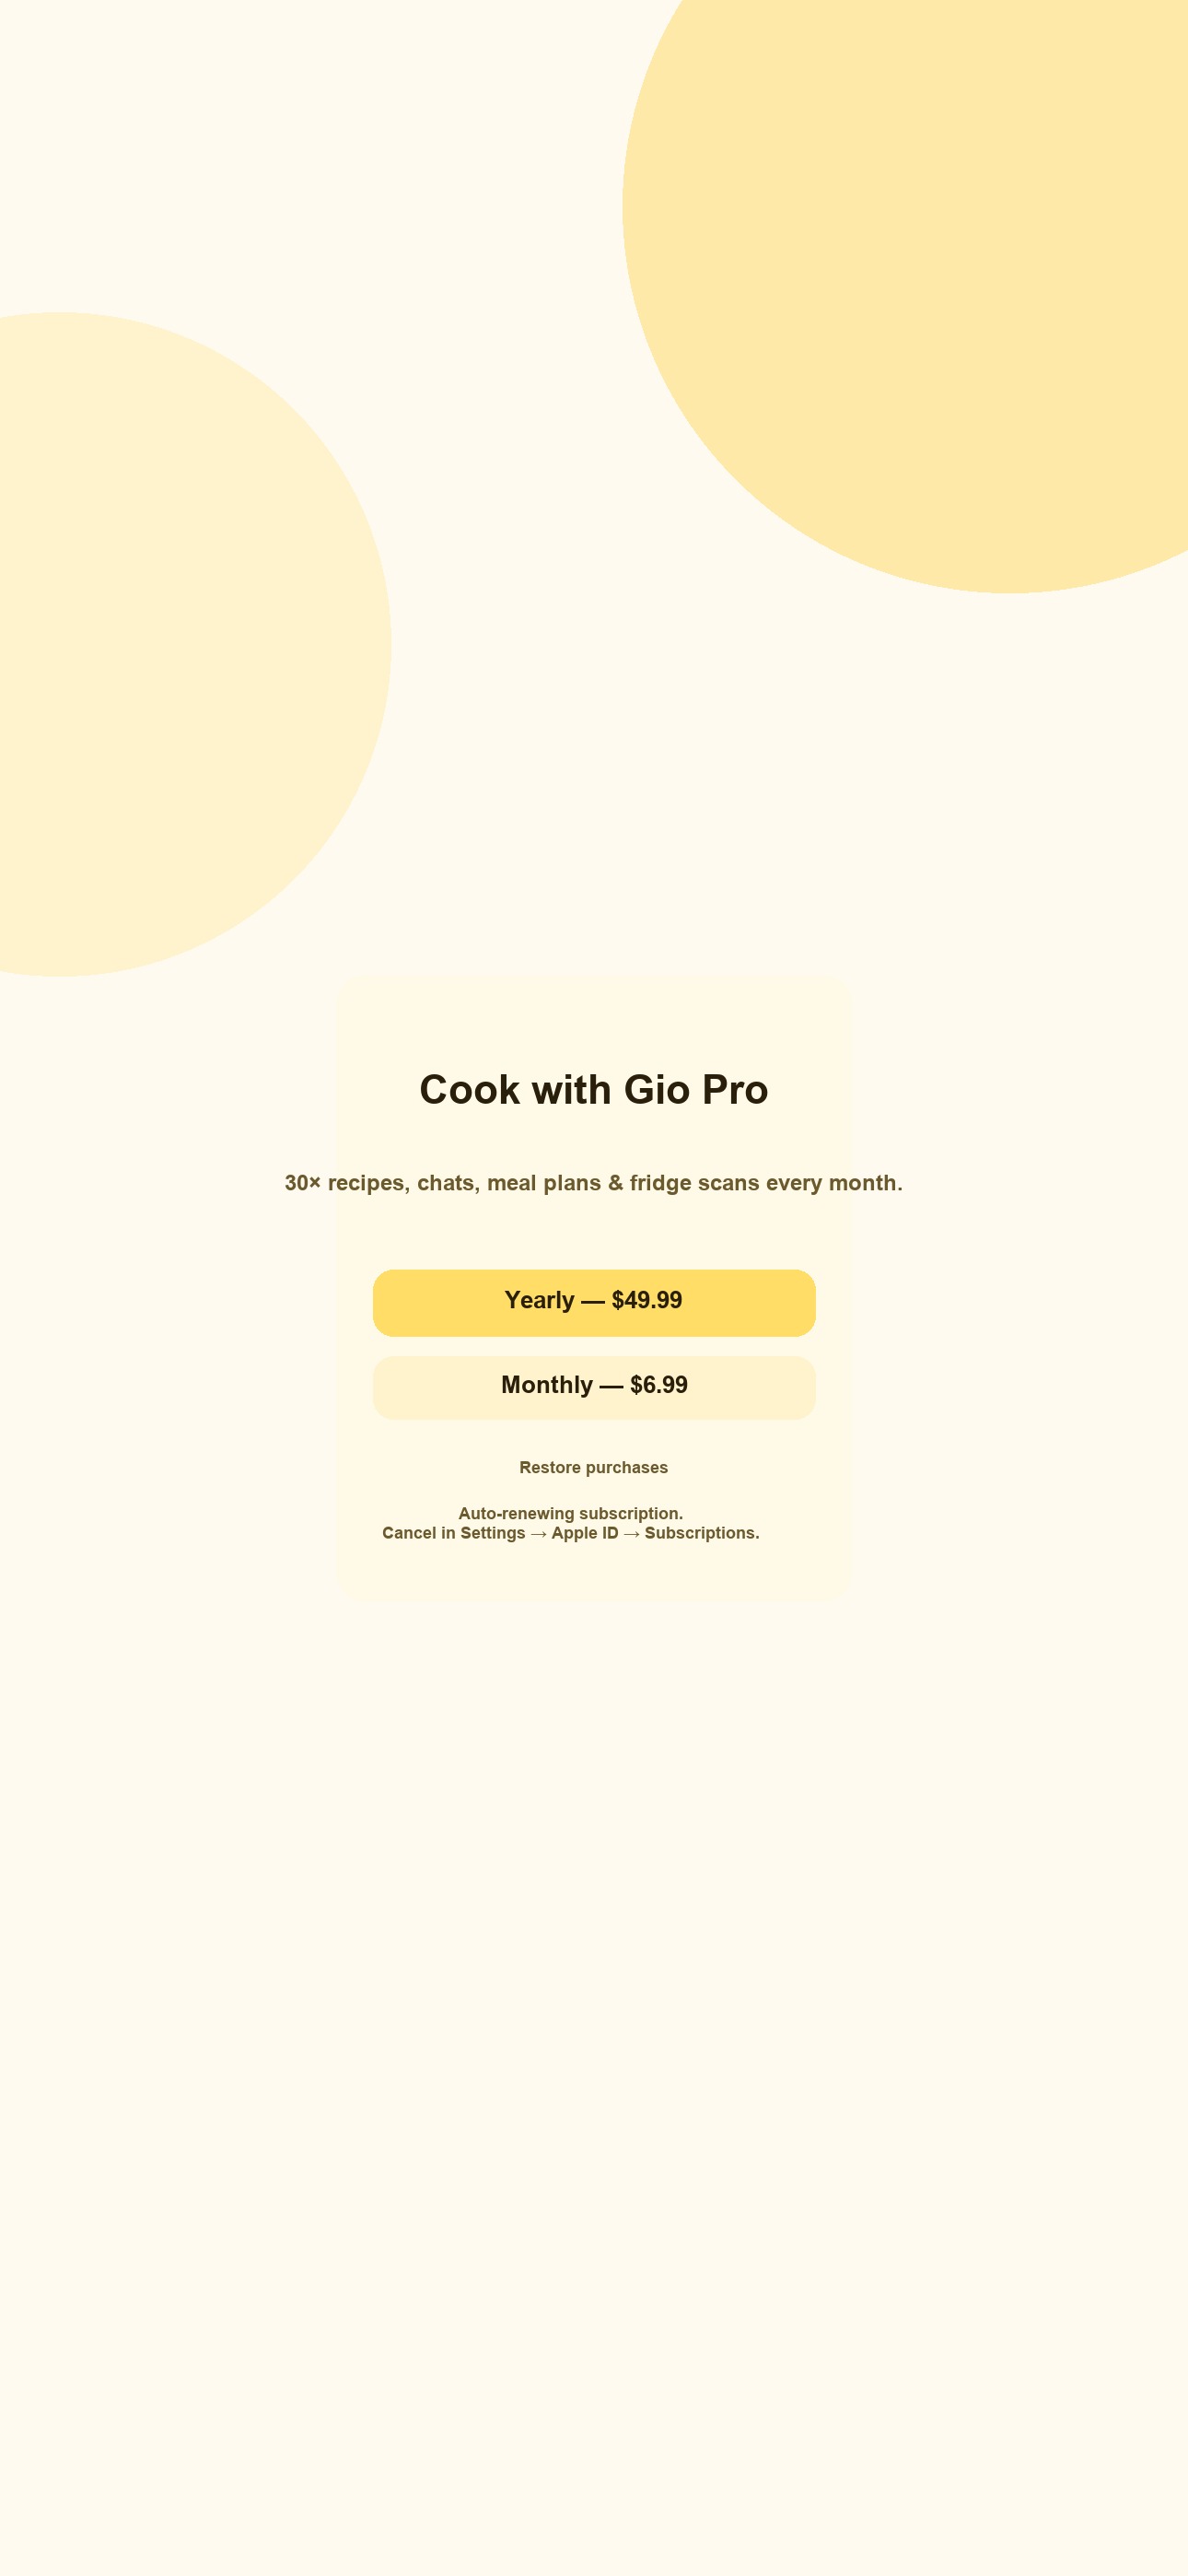 Cook with Gio Pro
30× recipes, chats, meal plans & fridge scans every month.
Yearly — $49.99
Monthly — $6.99
Restore purchases
Auto-renewing subscription.
Cancel in Settings → Apple ID → Subscriptions.